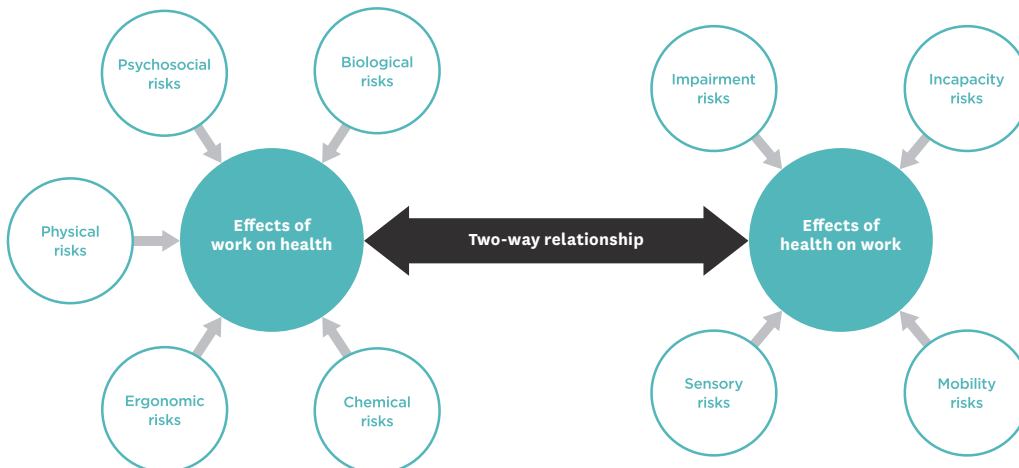 Psychosocial
risks
Biological
risks
Impairment
risks
Incapacity
risks
Physical
risks
Effects of
work on health
Two-way relationship
Effects of
health on work
Ergonomic
risks
Chemical
risks
Sensory
risks
Mobility
risks